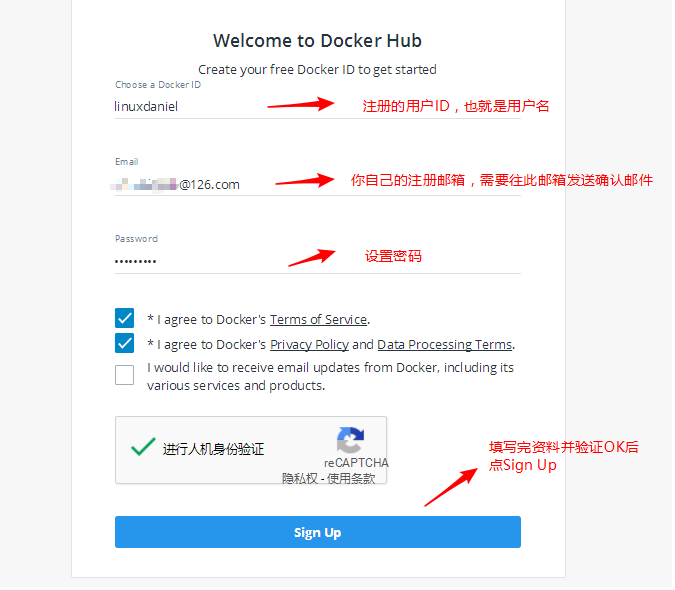 Welcome to Docker Hub
Create your free Docker ID to get started
Choose a Docker ID
linuxdaniel
注册的用户ID，也就是用户名
Email
@126.com
你自己的注册邮箱，需要往此邮箱发送确认邮件
Password
•••••••••
设置密码
* I agree to Docker's Terms of Service.
* I agree to Docker's Privacy Policy and Data Processing Terms.
I would like to receive email updates from Docker, including its
various services and products.
进行人机身份验证
reCAPTCHA
隐私权 - 使用条款
填写完资料并验证OK后
点Sign Up
Sign Up